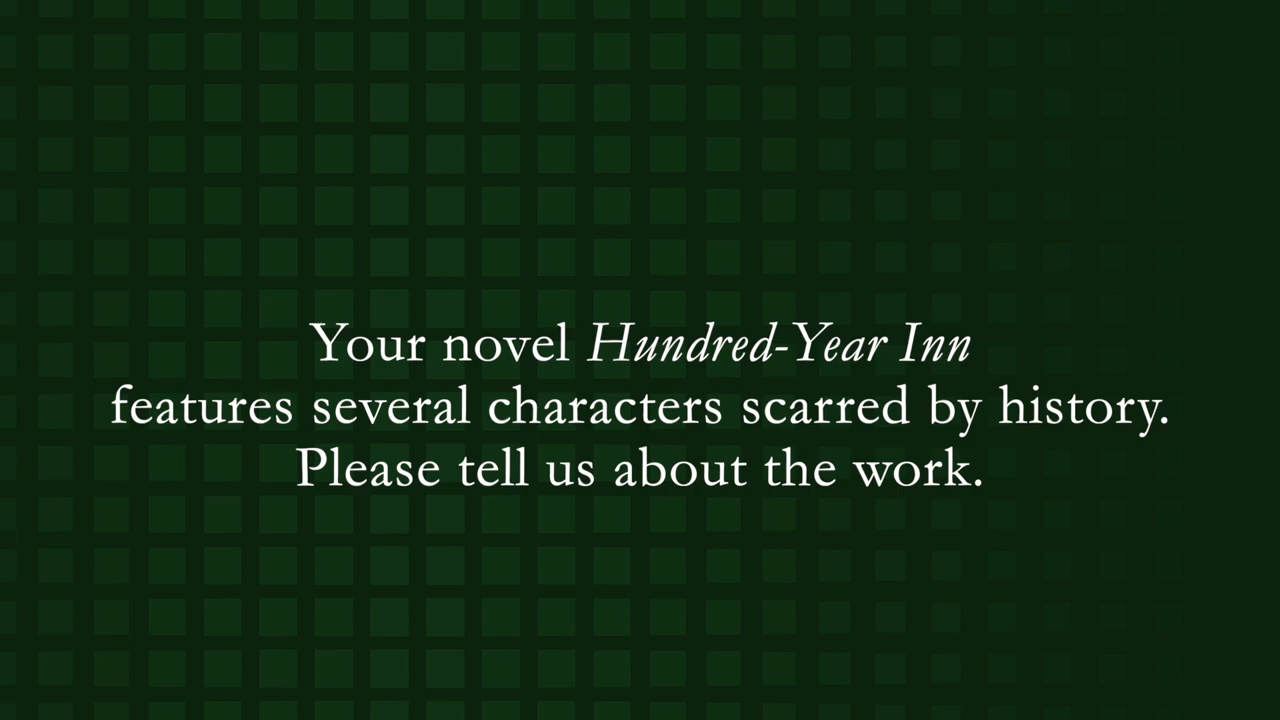 Your novel Hundred-Year Inn
features several characters scarred by history.
Please tell us about the work.